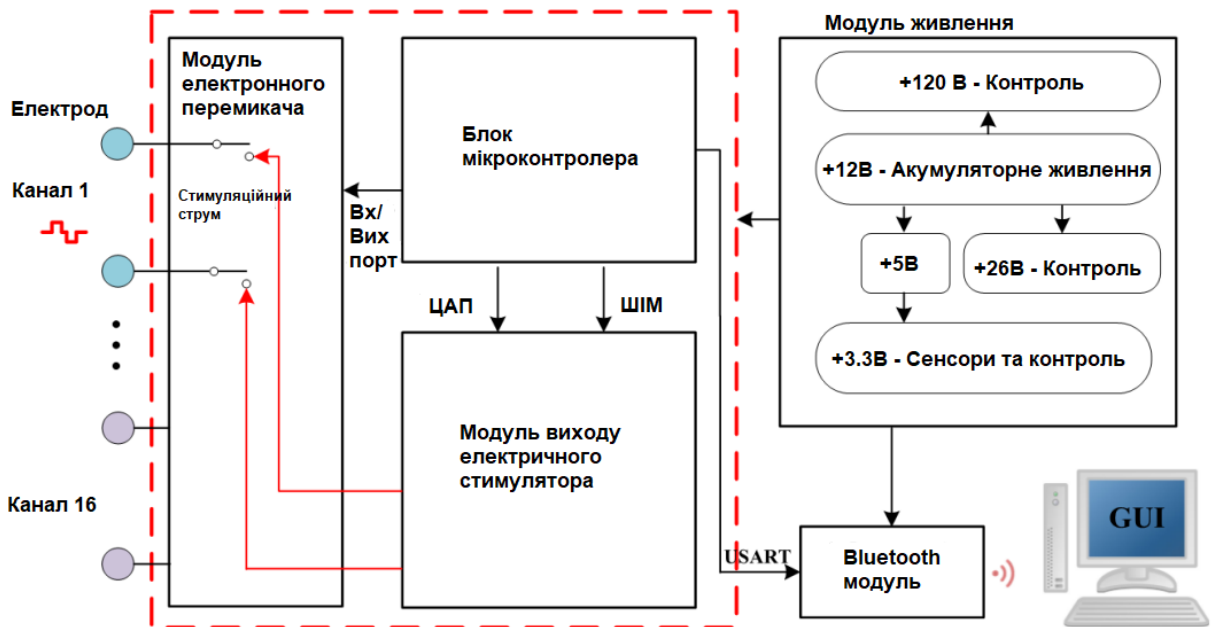 Модуль живлення
Модуль
електронного
перемикача
Електрод
Канал 1
Стимуляційний
струм
Вх/
Вих
порт
Блок
мікроконтролера
ЦАП
ШІМ
Модуль виходу
електричного
стимулятора
Канал 16
+120 В - Контроль
+12В - Акумуляторне живлення
+5В
+26В - Контроль
+3.3В - Сенсори та контроль
USART
Bluetooth
модуль
GUI